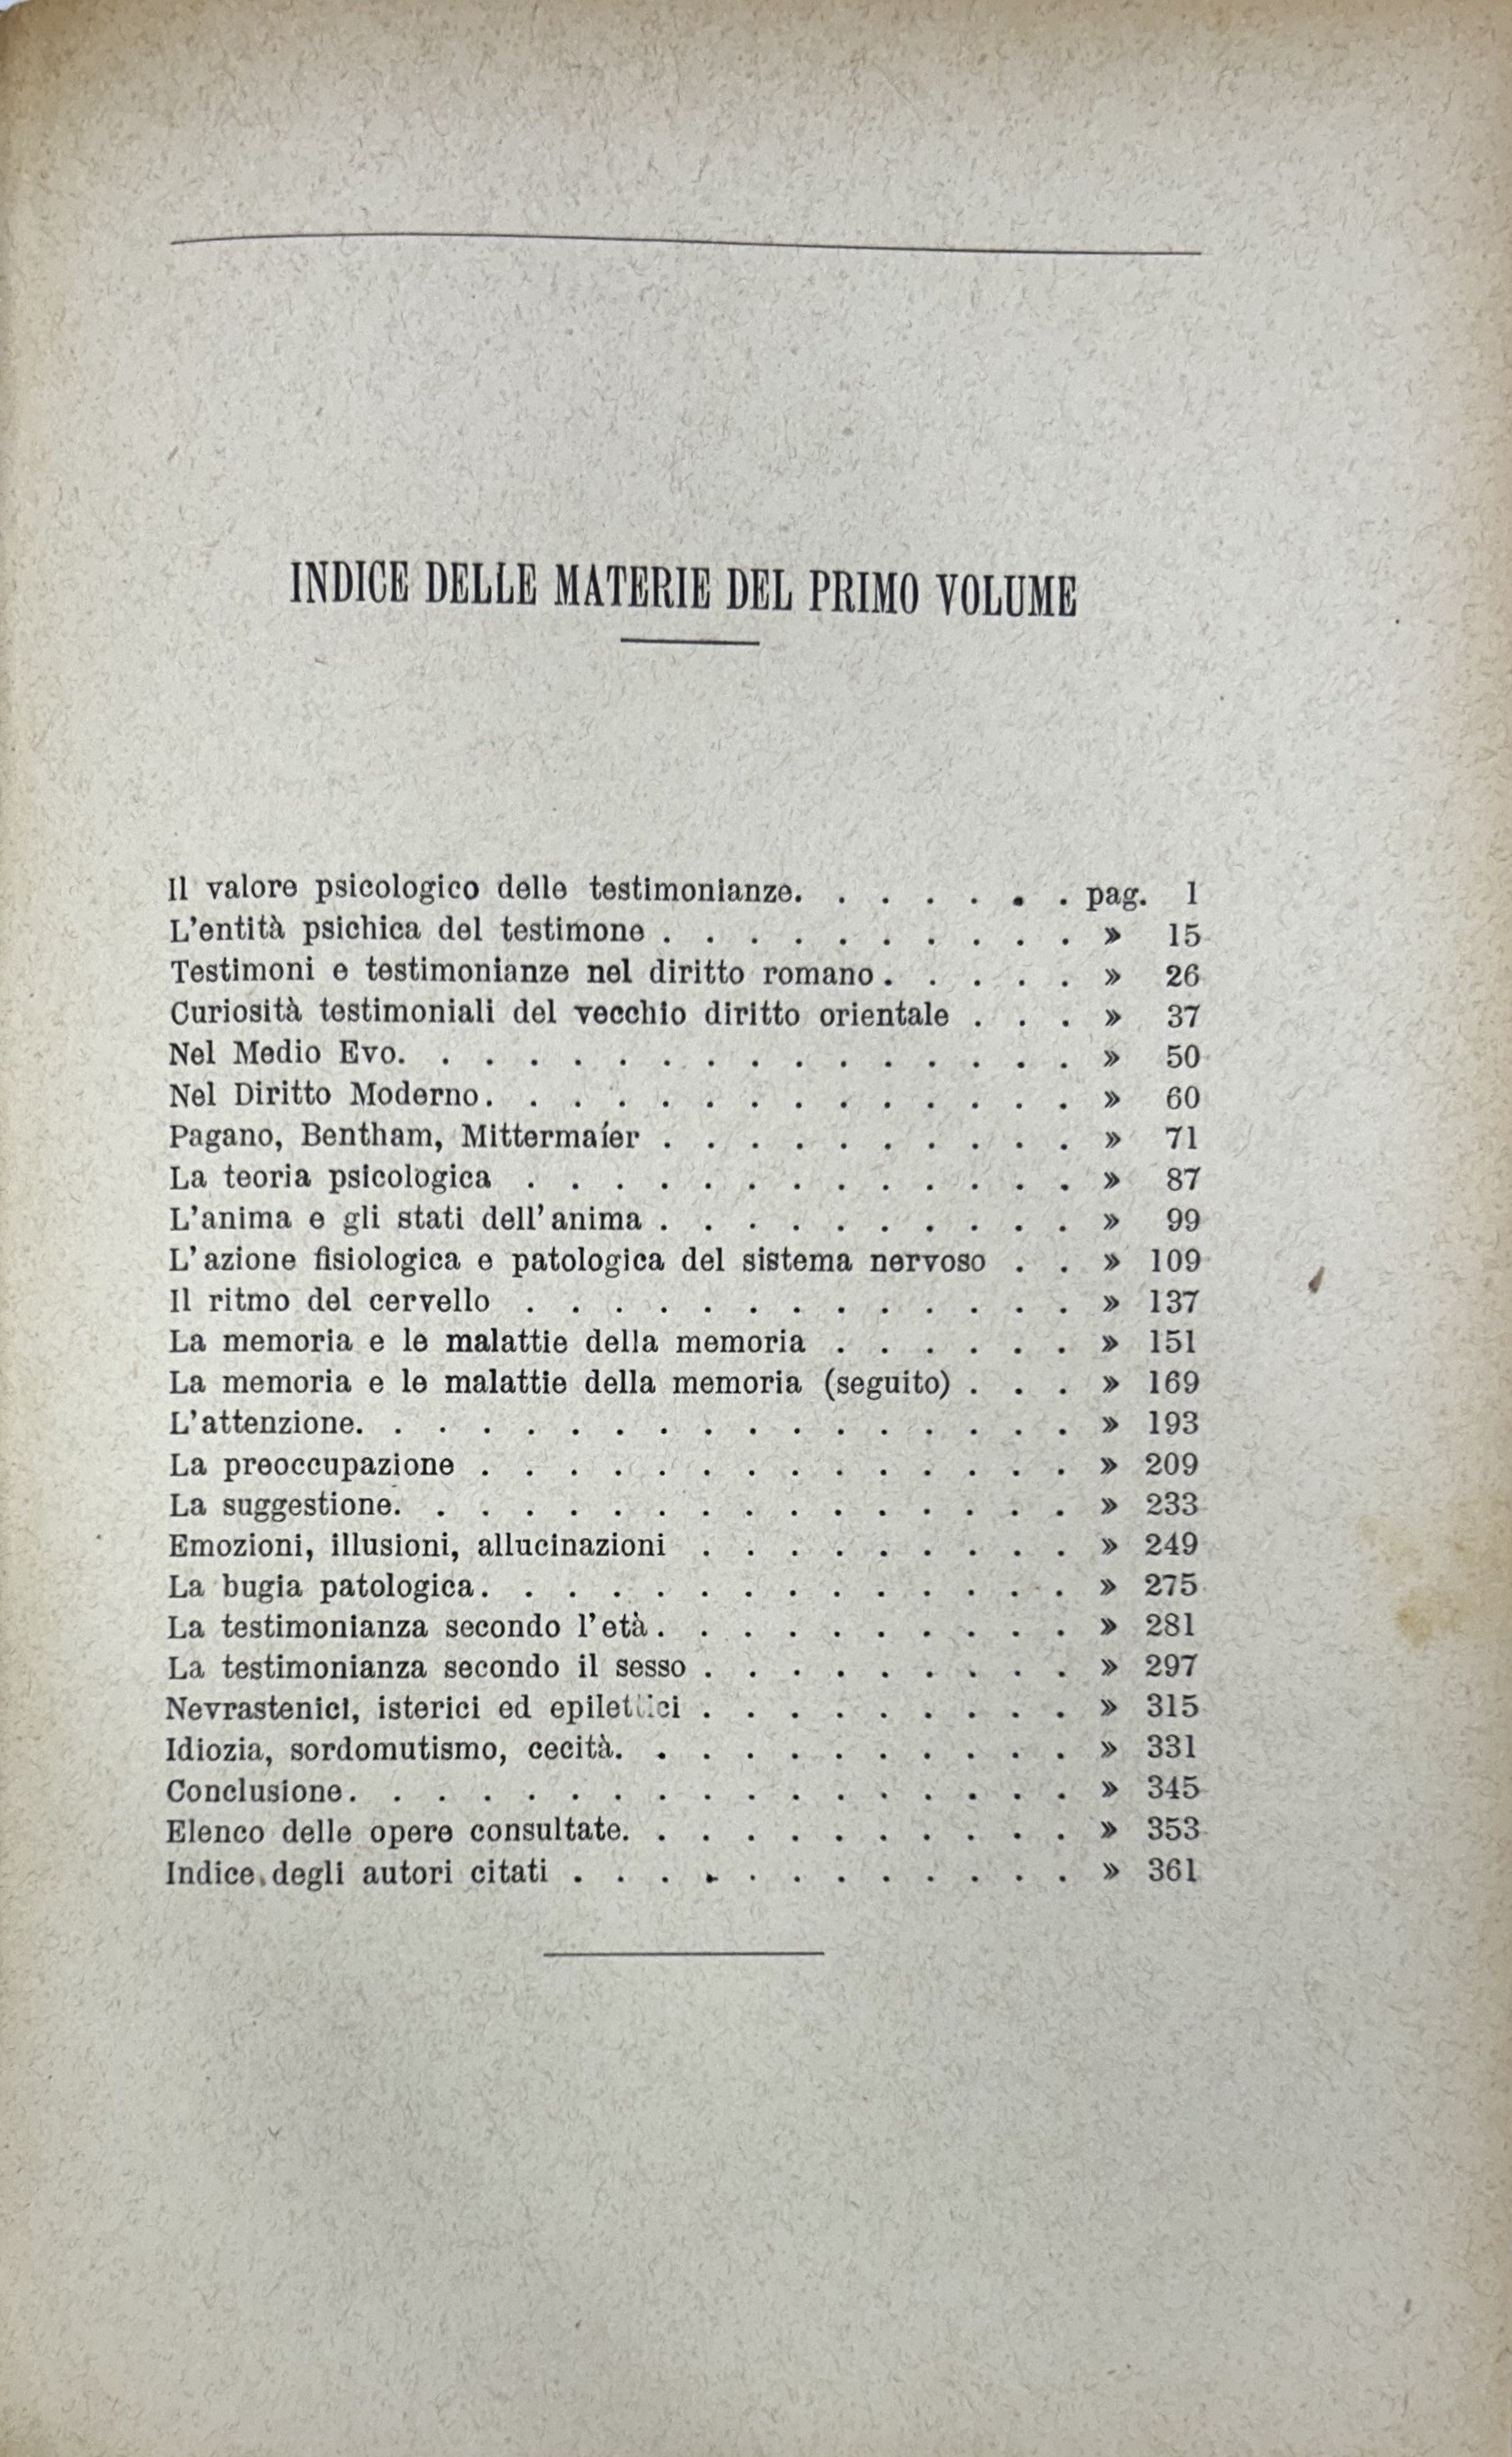 INDICE DELLE MATERIE DEL PRIMO VOLUME
Il valore psicologico delle testimonianze. . . . . . . pag. 1
L'entità psichica del testimone . . . . . . . . . . » 15
Testimoni e testimonianze nel diritto romano . . . . . » 26
Curiosità testimoniali del vecchio diritto orientale . . . » 37
Nel Medio Evo. . . . . . . . . . . . . . . . » 50
Nel Diritto Moderno. . . . . . . . . . . . . . » 60
Pagano, Bentham, Mittermaier . . . . . . . . . . » 71
La teoria psicologica . . . . . . . . . . . . . » 87
L'anima e gli stati dell'anima . . . . . . . . . . » 99
L'azione fisiologica e patologica del sistema nervoso . . » 109
Il ritmo del cervello . . . . . . . . . . . . . » 137
La memoria e le malattie della memoria . . . . . . » 151
La memoria e le malattie della memoria (seguito) . . . » 169
L'attenzione. . . . . . . . . . . . . . . . . » 193
La preoccupazione . . . . . . . . . . . . . . » 209
La suggestione. . . . . . . . . . . . . . . . » 233
Emozioni, illusioni, allucinazioni . . . . . . . . . » 249
La bugia patologica. . . . . . . . . . . . . . » 275
La testimonianza secondo l'età . . . . . . . . . . » 281
La testimonianza secondo il sesso . . . . . . . . . » 297
Nevrastenici, isterici ed epilettici . . . . . . . . . » 315
Idiozia, sordomutismo, cecità. . . . . . . . . . . » 331
Conclusione. . . . . . . . . . . . . . . . . » 345
Elenco delle opere consultate. . . . . . . . . . . » 353
Indice degli autori citati . . . . . . . . . . . . » 361